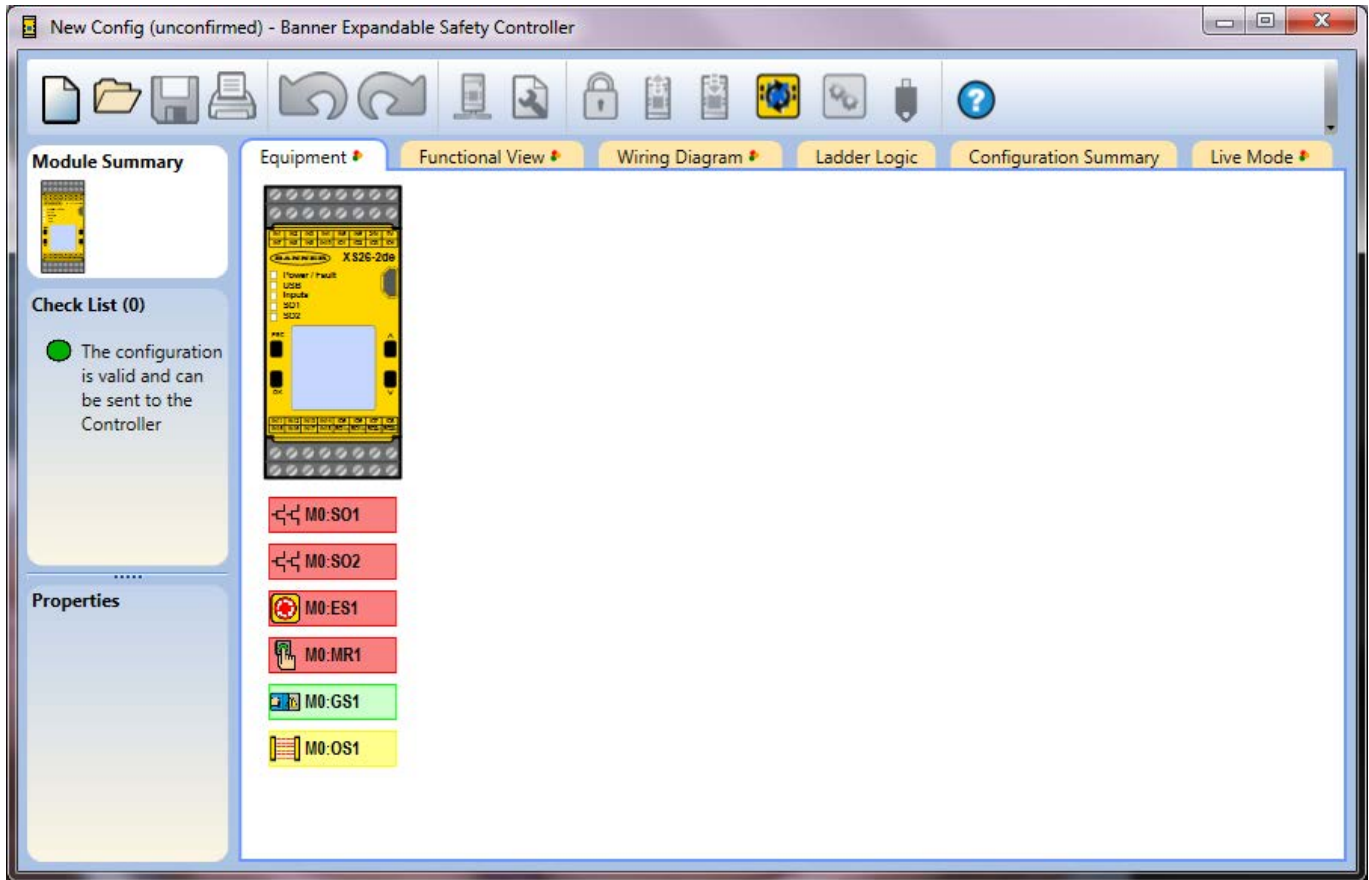 New Config (unconfirmed) - Banner Expandable Safety Controller
Module Summary
Equipment
Functional View
Wiring Diagram
Ladder Logic
Configuration Summary
Live Mode
BANNER
XS26-2de
Power / Fault
USB
Inputs
SO1
SO2
OK
Check List (0)
The configuration
is valid and can
be sent to the
Controller
M0:SO1
M0:SO2
M0:ES1
M0:MR1
M0:GS1
M0:OS1
Properties